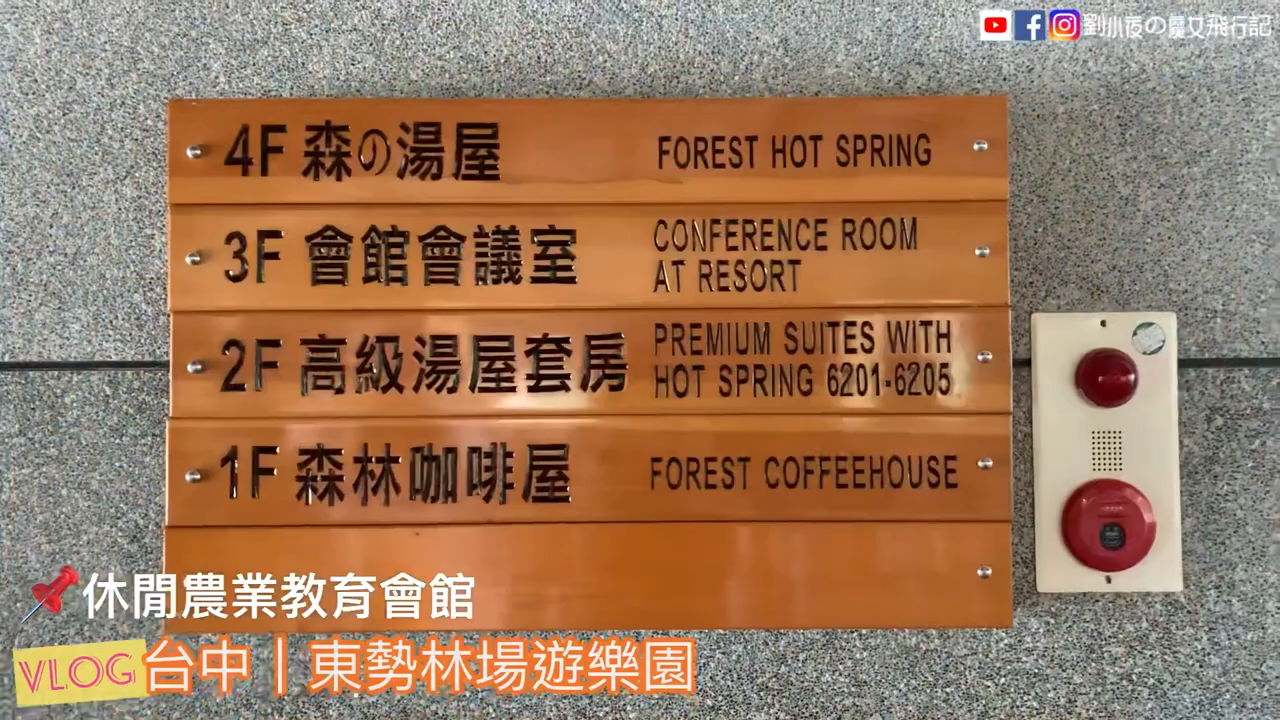 劉小夜の魔女飛行記
4F 森の湯屋 FOREST HOT SPRING
3F 會館會議室 CONFERENCE ROOM
AT RESORT
2F 高級湯屋套房 PREMIUM SUITES WITH
HOT SPRING 6201-6205
1F 森林咖啡屋 FOREST COFFEEHOUSE
休閒農業教育會館
VLOG 台中｜東勢林場遊樂園